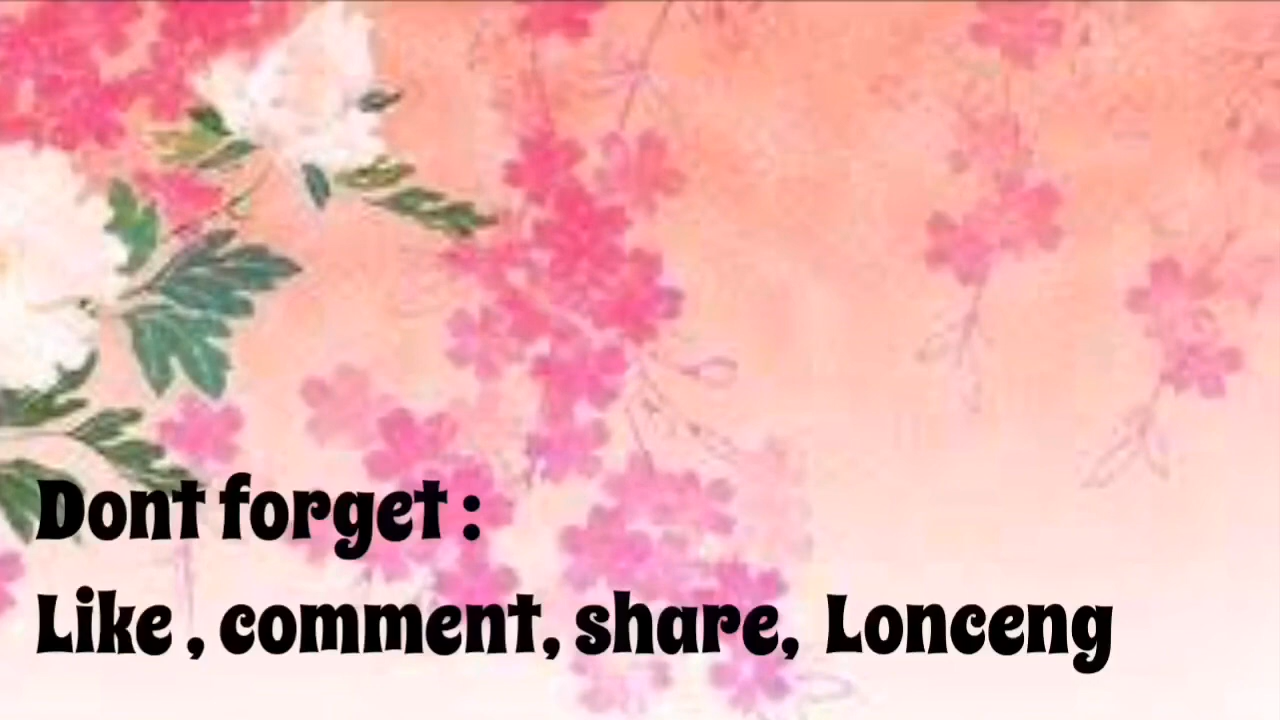 Dont forget :
Like , comment, share, Lonceng